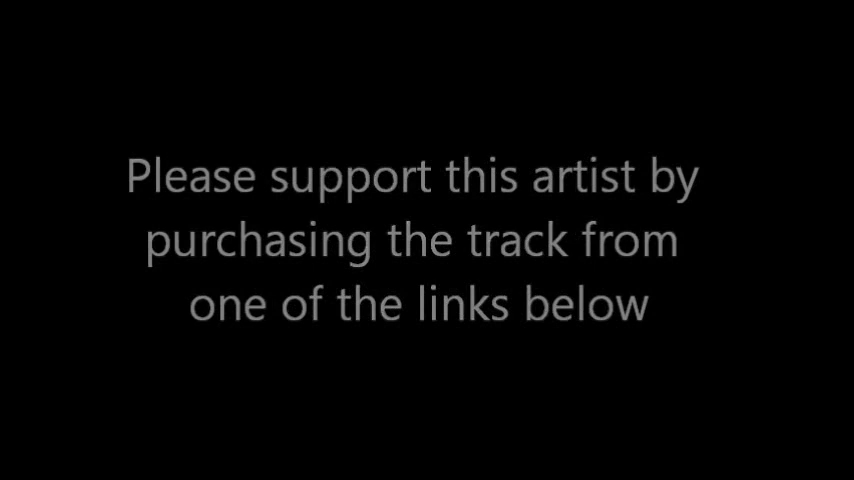 Please support this artist by
purchasing the track from
one of the links below